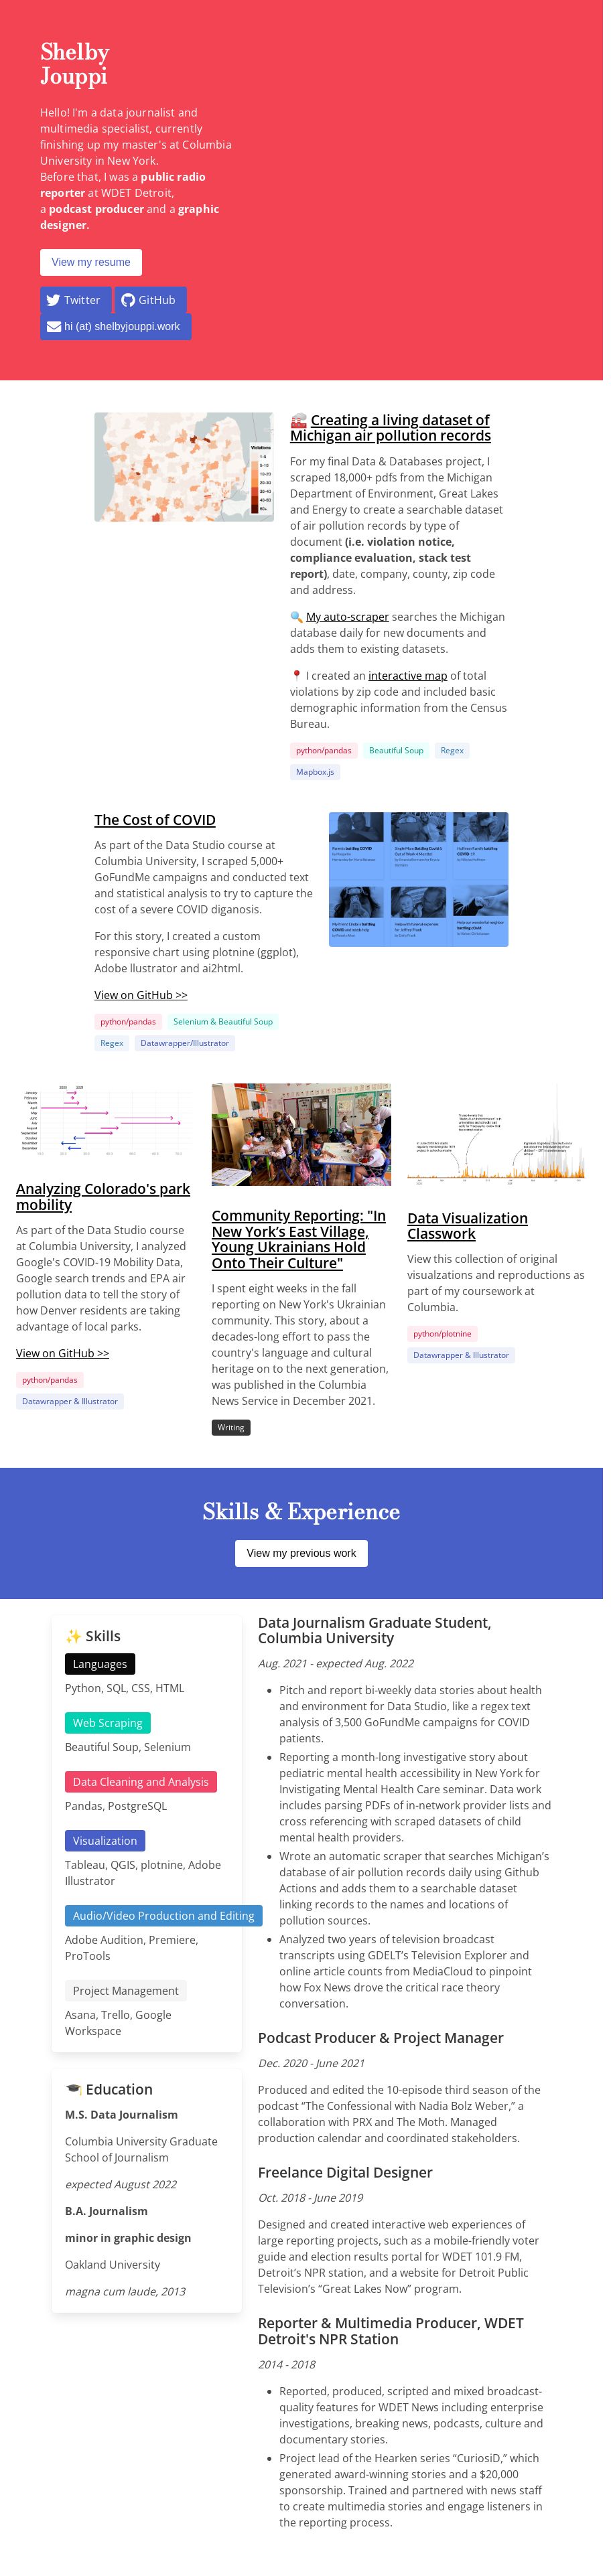 Shelby
Jouppi
Hello! I'm a data journalist and
multimedia specialist, currently
finishing up my master's at Columbia
University in New York.
Before that, I was a public radio
reporter at WDET Detroit,
a podcast producer and a graphic
designer.
View my resume
Twitter
GitHub
hi (at) shelbyjouppi.work
🏭 Creating a living dataset of
Michigan air pollution records
For my final Data & Databases project, I
scraped 18,000+ pdfs from the Michigan
Department of Environment, Great Lakes
and Energy to create a searchable dataset
of air pollution records by type of
document (i.e. violation notice,
compliance evaluation, stack test
report), date, company, county, zip code
and address.
🔍 My auto-scraper searches the Michigan
database daily for new documents and
adds them to existing datasets.
📍 I created an interactive map of total
violations by zip code and included basic
demographic information from the Census
Bureau.
python/pandas
Beautiful Soup
Regex
Mapbox.js
Violations
The Cost of COVID
As part of the Data Studio course at
Columbia University, I scraped 5,000+
GoFundMe campaigns and conducted text
and statistical analysis to try to capture the
cost of a severe COVID diganosis.
For this story, I created a custom
responsive chart using plotnine (ggplot),
Adobe llustrator and ai2html.
View on GitHub >>
python/pandas
Selenium & Beautiful Soup
Regex
Datawrapper/Illustrator
Analyzing Colorado's park
mobility
As part of the Data Studio course
at Columbia University, I analyzed
Google's COVID-19 Mobility Data,
Google search trends and EPA air
pollution data to tell the story of
how Denver residents are taking
advantage of local parks.
View on GitHub >>
python/pandas
Datawrapper & Illustrator
Community Reporting: "In
New York’s East Village,
Young Ukrainians Hold
Onto Their Culture"
I spent eight weeks in the fall
reporting on New York's Ukrainian
community. This story, about a
decades-long effort to pass the
country's language and cultural
heritage on to the next generation,
was published in the Columbia
News Service in December 2021.
Writing
Data Visualization
Classwork
View this collection of original
visualzations and reproductions as
part of my coursework at
Columbia.
python/plotnine
Datawrapper & Illustrator
Skills & Experience
View my previous work
✨ Skills
Languages
Python, SQL, CSS, HTML
Web Scraping
Beautiful Soup, Selenium
Data Cleaning and Analysis
Pandas, PostgreSQL
Visualization
Tableau, QGIS, plotnine, Adobe
Illustrator
Audio/Video Production and Editing
Adobe Audition, Premiere,
ProTools
Project Management
Asana, Trello, Google
Workspace
🎓 Education
M.S. Data Journalism
Columbia University Graduate
School of Journalism
expected August 2022
B.A. Journalism
minor in graphic design
Oakland University
magna cum laude, 2013
Data Journalism Graduate Student,
Columbia University
Aug. 2021 - expected Aug. 2022
Pitch and report bi-weekly data stories about health
and environment for Data Studio, like a regex text
analysis of 3,500 GoFundMe campaigns for COVID
patients.
Reporting a month-long investigative story about
pediatric mental health accessibility in New York for
Invistigating Mental Health Care seminar. Data work
includes parsing PDFs of in-network provider lists and
cross referencing with scraped datasets of child
mental health providers.
Wrote an automatic scraper that searches Michigan’s
database of air pollution records daily using Github
Actions and adds them to a searchable dataset
linking records to the names and locations of
pollution sources.
Analyzed two years of television broadcast
transcripts using GDELT’s Television Explorer and
online article counts from MediaCloud to pinpoint
how Fox News drove the critical race theory
conversation.
Podcast Producer & Project Manager
Dec. 2020 - June 2021
Produced and edited the 10-episode third season of the
podcast “The Confessional with Nadia Bolz Weber,” a
collaboration with PRX and The Moth. Managed
production calendar and coordinated stakeholders.
Freelance Digital Designer
Oct. 2018 - June 2019
Designed and created interactive web experiences of
large reporting projects, such as a mobile-friendly voter
guide and election results portal for WDET 101.9 FM,
Detroit’s NPR station, and a website for Detroit Public
Television’s “Great Lakes Now” program.
Reporter & Multimedia Producer, WDET
Detroit's NPR Station
2014 - 2018
Reported, produced, scripted and mixed broadcast-
quality features for WDET News including enterprise
investigations, breaking news, podcasts, culture and
documentary stories.
Project lead of the Hearken series “CuriosiD,” which
generated award-winning stories and a $20,000
sponsorship. Trained and partnered with news staff
to create multimedia stories and engage listeners in
the reporting process.